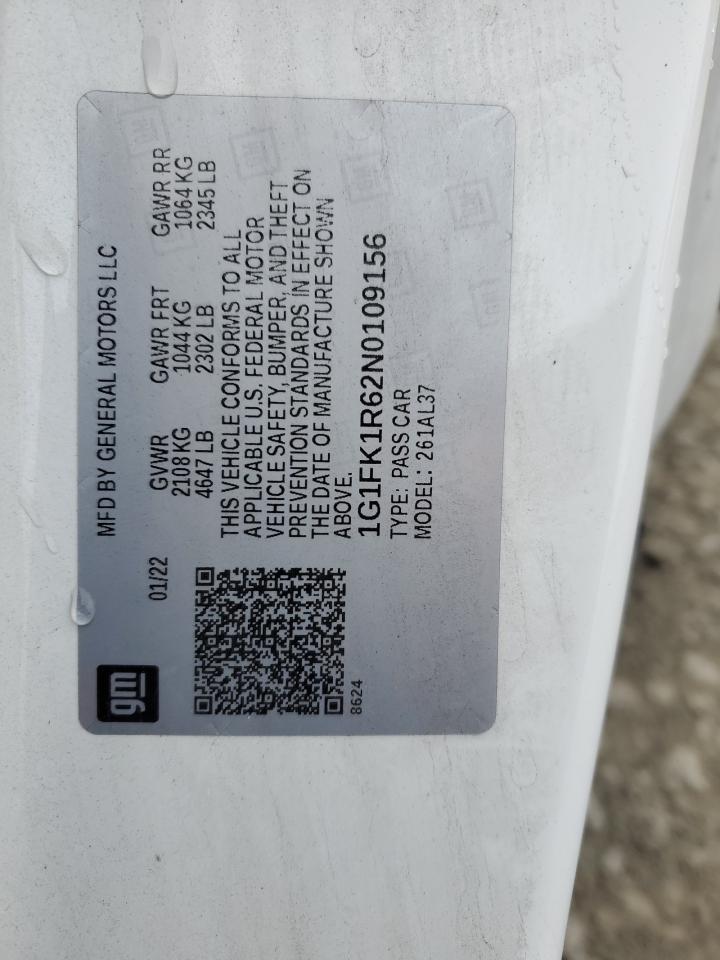 gm
MFD BY GENERAL MOTORS LLC
01/22
GVWR GAWR FRT GAWR RR
2108 KG 1044 KG 1064 KG
4647 LB 2302 LB 2345 LB
THIS VEHICLE CONFORMS TO ALL
APPLICABLE U.S. FEDERAL MOTOR
VEHICLE SAFETY, BUMPER, AND THEFT
PREVENTION STANDARDS IN EFFECT ON
THE DATE OF MANUFACTURE SHOWN
ABOVE.
1G1FK1R62N0109156
TYPE: PASS CAR
MODEL: 261AL37
8624